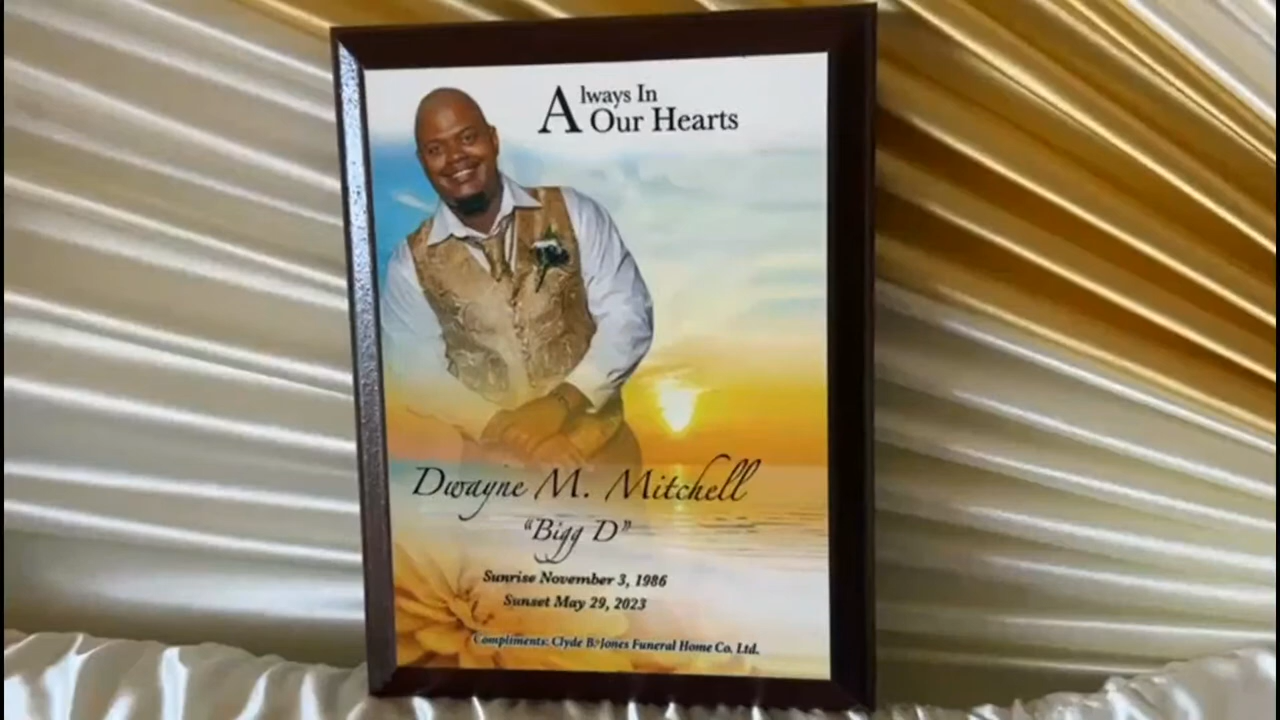 Always In
Our Hearts
Dwayne M. Mitchell
"Bigg D"
Sunrise November 3, 1986
Sunset May 29, 2023
Compliments: Clyde B. Jones Funeral Home Co. Ltd.